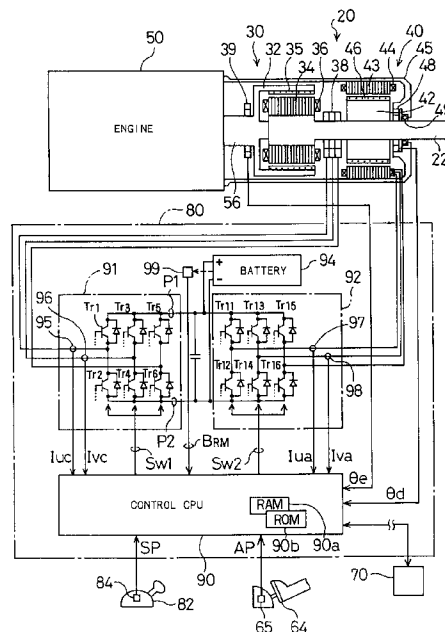 20
50
30
40
39
32
35
34
36
38
46
43
44
45
48
42
49
22
ENGINE
56
80
91
99
P1
BATTERY
94
92
96
95
Tr1
Tr3
Tr5
Tr2
Tr4
Tr6
Tr11
Tr13
Tr15
Tr12
Tr14
Tr16
97
98
P2
Iuc
Ivc
Sw1
BRM
Sw2
Iua
Iva
θe
θd
CONTROL CPU
RAM
ROM
90
90b
90a
SP
AP
84
82
65
64
70